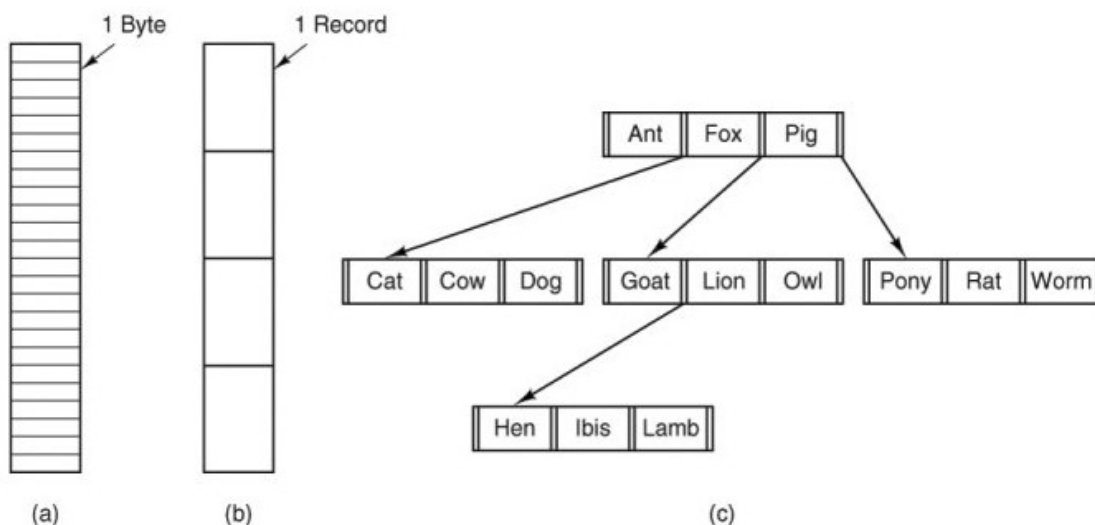 1 Byte
1 Record
Ant Fox Pig
Cat Cow Dog Goat Lion Owl Pony Rat Worm
Hen Ibis Lamb
(a) (b) (c)